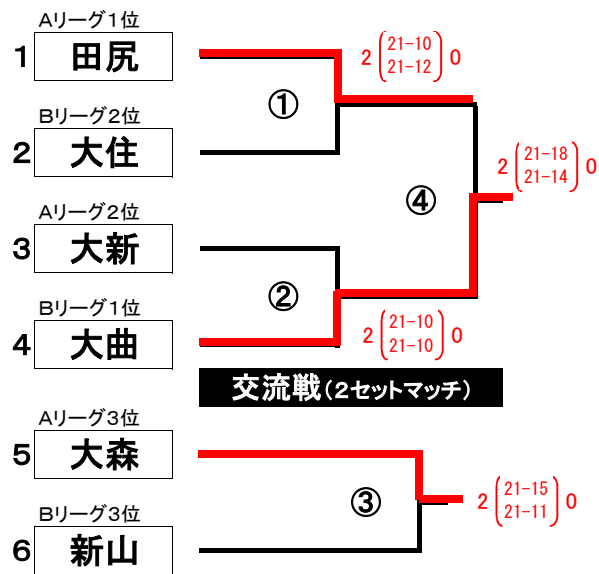 Aリーグ1位
1 田尻
2 (21-10 21-12) 0
①
Bリーグ2位
2 大住
2 (21-18 21-14) 0
④
Aリーグ2位
3 大新
②
Bリーグ1位
4 大曲
2 (21-10 21-10) 0
交流戦(2セットマッチ)
Aリーグ3位
5 大森
③
2 (21-15 21-11) 0
Bリーグ3位
6 新山